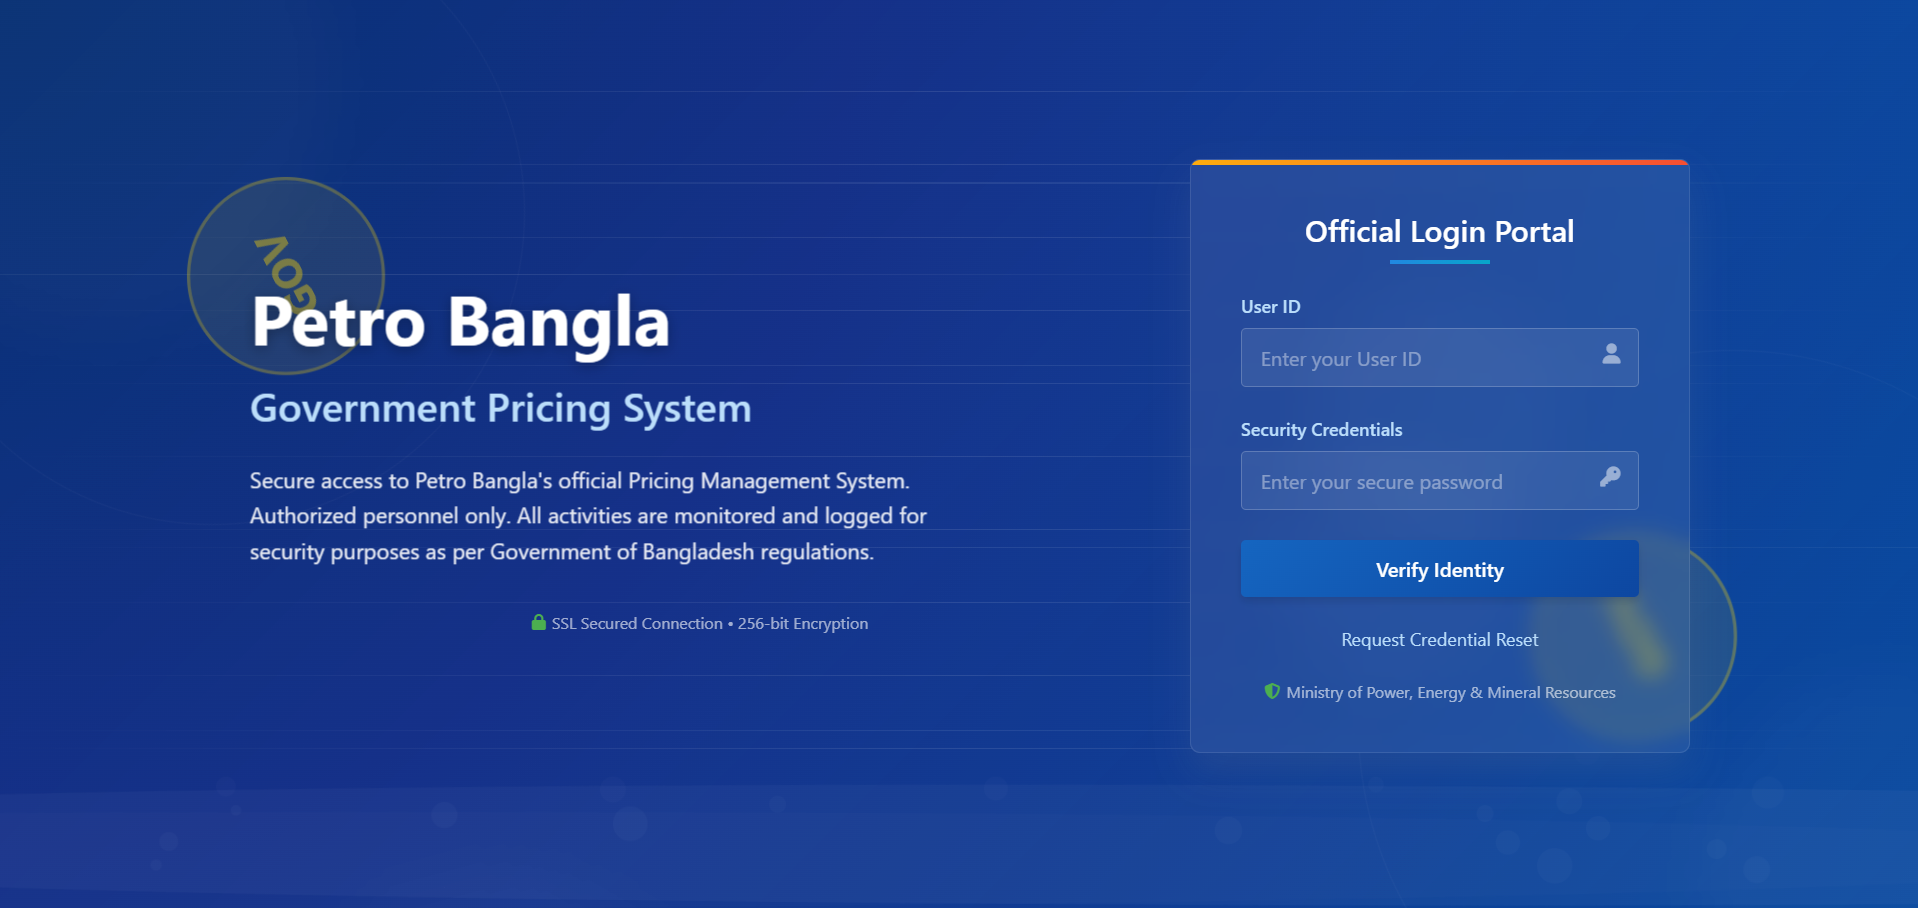 GOV
Petro Bangla
Government Pricing System
Secure access to Petro Bangla's official Pricing Management System.
Authorized personnel only. All activities are monitored and logged for
security purposes as per Government of Bangladesh regulations.
SSL Secured Connection • 256-bit Encryption
Official Login Portal
User ID
Enter your User ID
Security Credentials
Enter your secure password
Verify Identity
Request Credential Reset
Ministry of Power, Energy & Mineral Resources